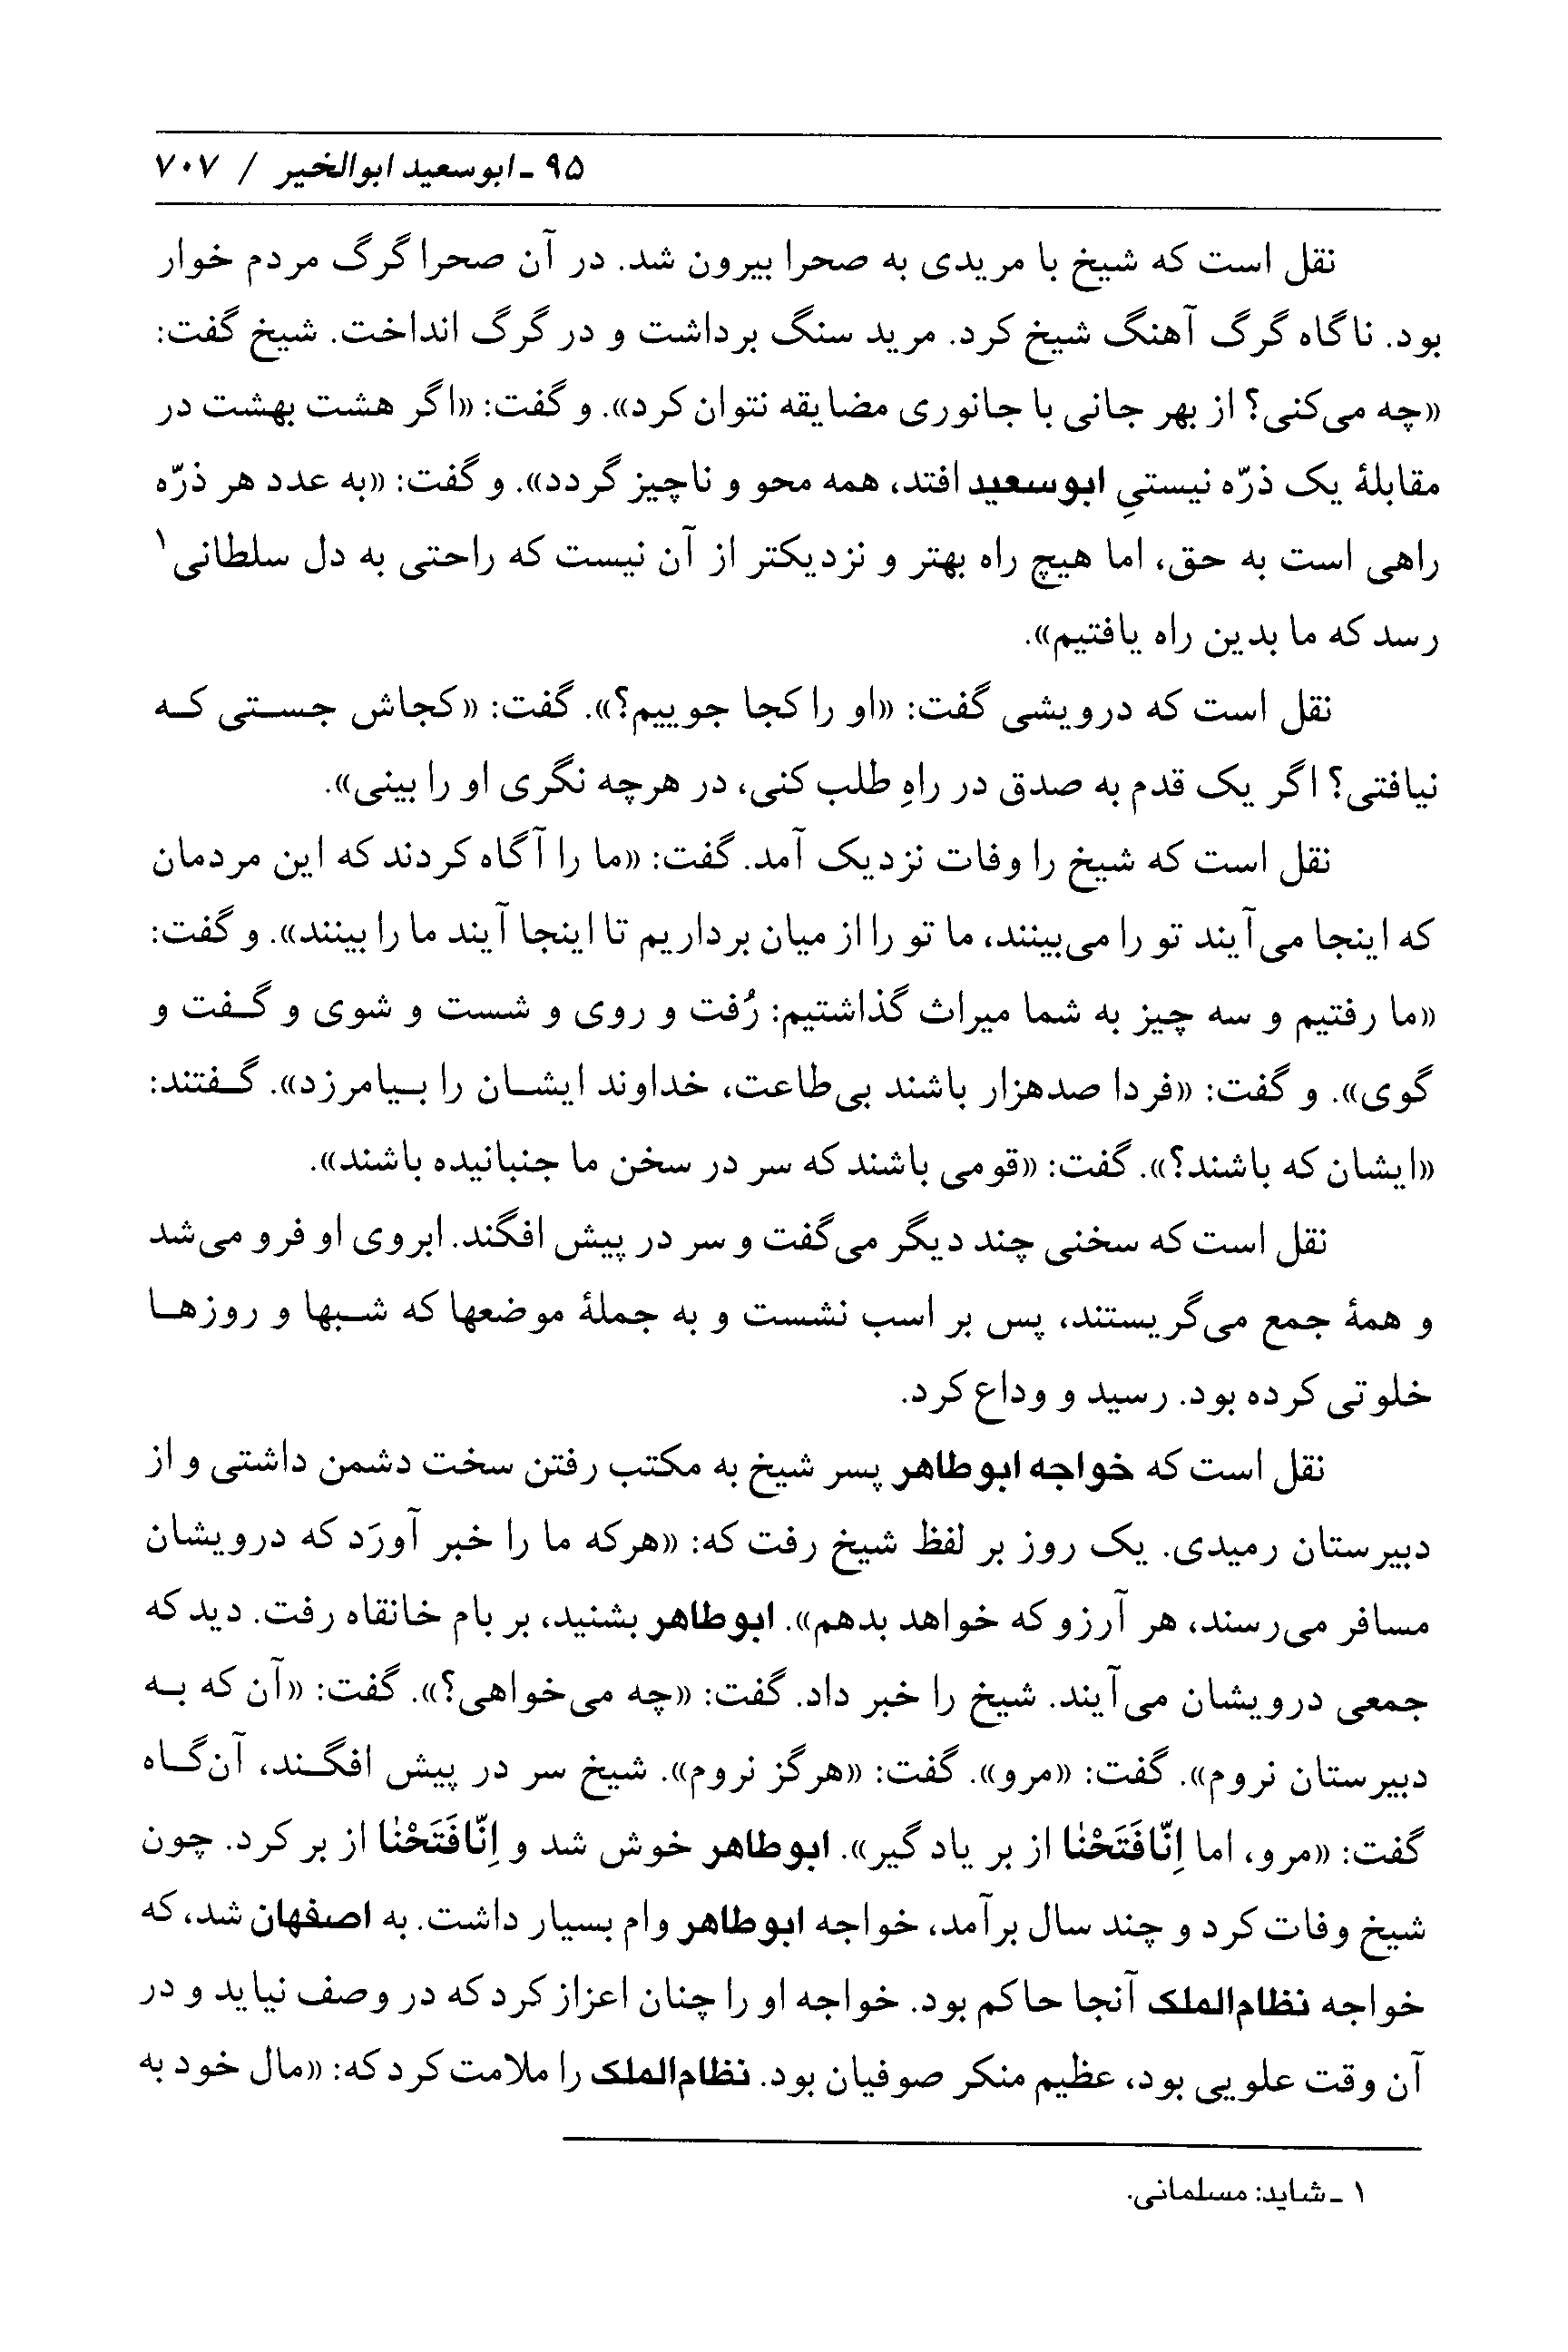 ۹۵ ـ ابوسعید ابوالخیر / ۷۰۷
نقل است که شیخ با مریدی به صحرا بیرون شد. در آن صحرا گرگ مردم خوار
بود. ناگاه گرگ آهنگ شیخ کرد. مرید سنگ برداشت و در گرگ انداخت. شیخ گفت:
«چه می‌کنی؟ از بهر جانی با جانوری مضایقه نتوان کرد». و گفت: «اگر هشت بهشت در
مقابلهٔ یک ذرّه نیستیِ ابوسعید افتد، همه محو و ناچیز گردد». و گفت: «به عدد هر ذرّه
راهی است به حق، اما هیچ راه بهتر و نزدیکتر از آن نیست که راحتی به دل سلطانی۱
رسد که ما بدین راه یافتیم».
نقل است که درویشی گفت: «او را کجا جوییم؟». گفت: «کجاش جستی که
نیافتی؟ اگر یک قدم به صدق در راهِ طلب کنی، در هرچه نگری او را بینی».
نقل است که شیخ را وفات نزدیک آمد. گفت: «ما را آگاه کردند که این مردمان
که اینجا می‌آیند تو را می‌بینند، ما تو را از میان برداریم تا اینجا آیند ما را بینند». و گفت:
«ما رفتیم و سه چیز به شما میراث گذاشتیم: رُفت و روی و شست و شوی و گفت و
گوی». و گفت: «فردا صدهزار باشند بی‌طاعت، خداوند ایشان را بیامرزد». گفتند:
«ایشان که باشند؟». گفت: «قومی باشند که سر در سخن ما جنبانیده باشند».
نقل است که سخنی چند دیگر می‌گفت و سر در پیش افگند. ابروی او فرو می‌شد
و همهٔ جمع می‌گریستند، پس بر اسب نشست و به جملهٔ موضعها که شبها و روزها
خلوتی کرده بود. رسید و وداع کرد.
نقل است که خواجه ابوطاهر پسر شیخ به مکتب رفتن سخت دشمن داشتی و از
دبیرستان رمیدی. یک روز بر لفظ شیخ رفت که: «هرکه ما را خبر آورَد که درویشان
مسافر می‌رسند، هر آرزو که خواهد بدهم». ابوطاهر بشنید، بر بام خانقاه رفت. دید که
جمعی درویشان می‌آیند. شیخ را خبر داد. گفت: «چه می‌خواهی؟». گفت: «آن که به
دبیرستان نروم». گفت: «مرو». گفت: «هرگز نروم». شیخ سر در پیش افگند، آن‌گاه
گفت: «مرو، اما اِنّافَتَحْنٰا از بر یاد گیر». ابوطاهر خوش شد و اِنّافَتَحْنٰا از بر کرد. چون
شیخ وفات کرد و چند سال برآمد، خواجه ابوطاهر وام بسیار داشت. به اصفهان شد، که
خواجه نظام‌الملک آنجا حاکم بود. خواجه او را چنان اعزاز کرد که در وصف نیاید و در
آن وقت علویی بود، عظیم منکر صوفیان بود. نظام‌الملک را ملامت کرد که: «مال خود به
۱ ـ شاید: مسلمانی.